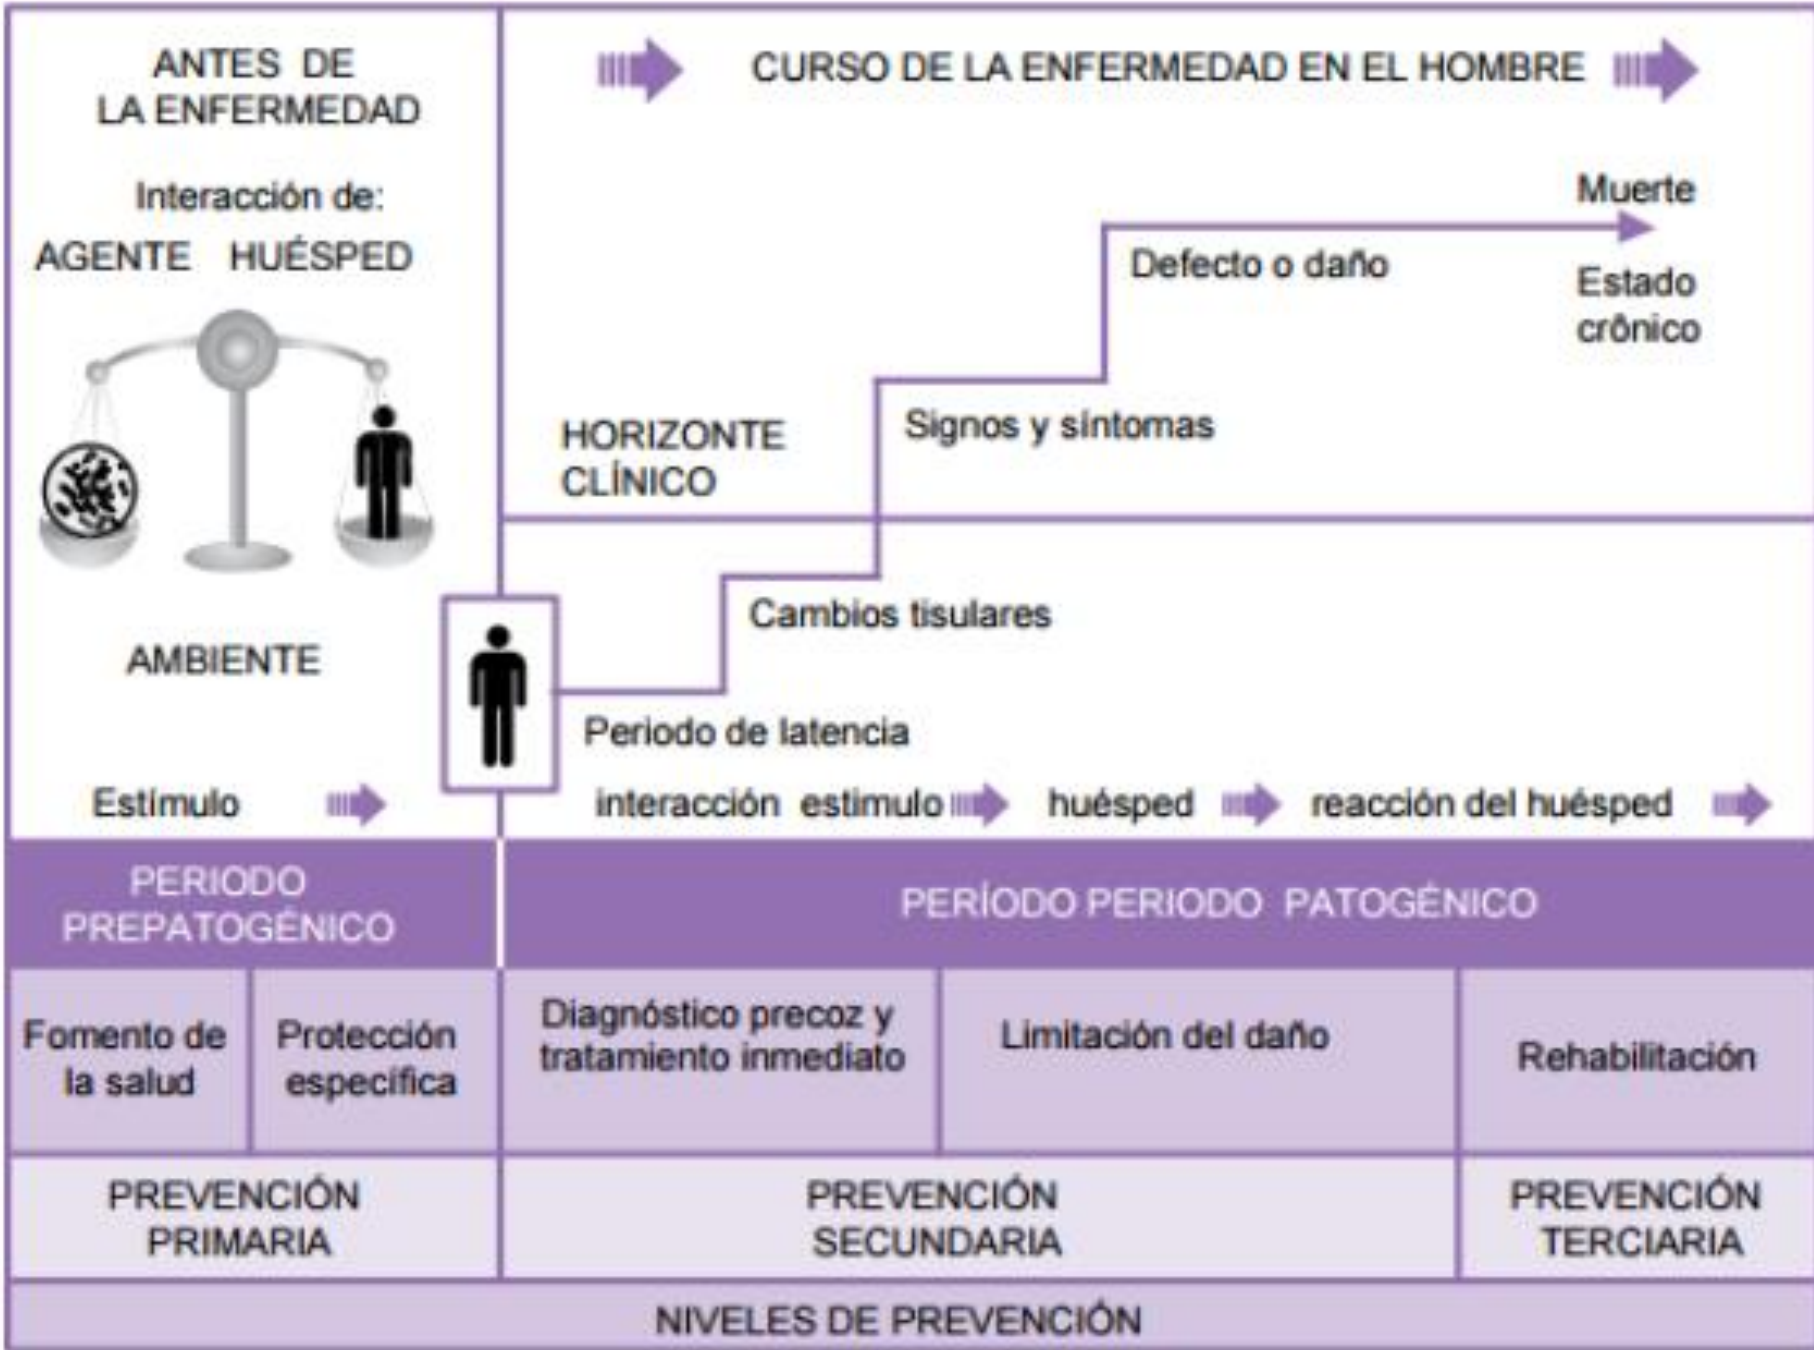 ANTES DE
LA ENFERMEDAD
Interacción de:
AGENTE HUÉSPED
AMBIENTE
Estímulo
CURSO DE LA ENFERMEDAD EN EL HOMBRE
Muerte
Defecto o daño
Estado
crônico
Signos y síntomas
HORIZONTE
CLÍNICO
Cambios tisulares
Periodo de latencia
interacción estimulo huésped reacción del huésped
PERIODO
PREPATOGÉNICO
PERÍODO PERIODO PATOGÉNICO
Fomento de
la salud
Protección
específica
Diagnóstico precoz y
tratamiento inmediato
Limitación del daño
Rehabilitación
PREVENCIÓN
PRIMARIA
PREVENCIÓN
SECUNDARIA
PREVENCIÓN
TERCIARIA
NIVELES DE PREVENCIÓN